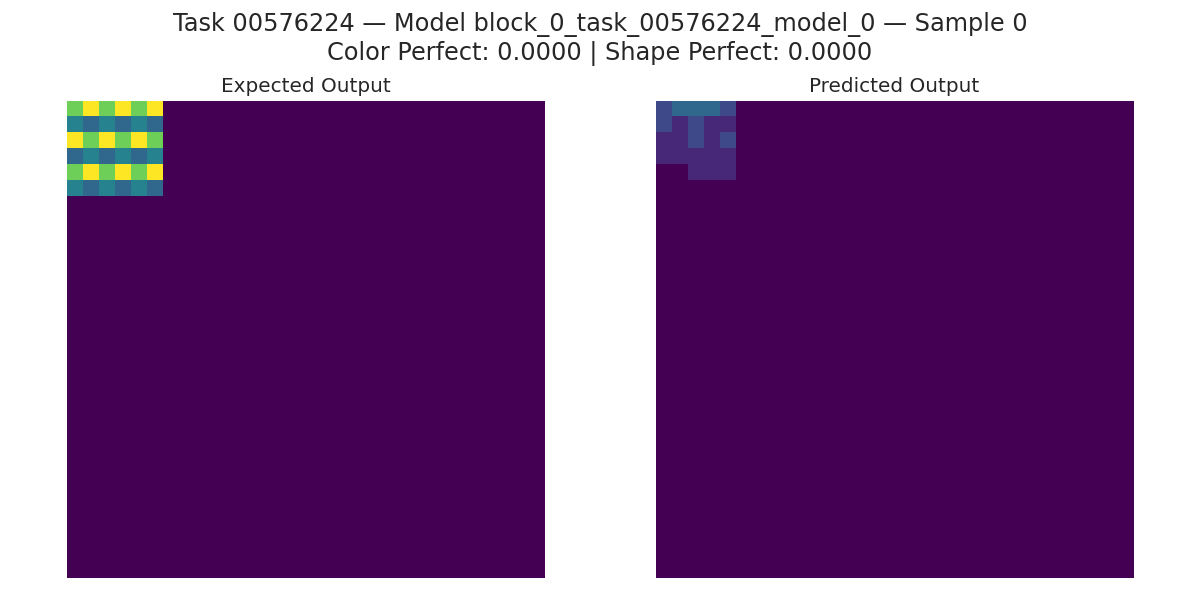 Task 00576224 — Model block_0_task_00576224_model_0 — Sample 0
Color Perfect: 0.0000 | Shape Perfect: 0.0000
Expected Output
Predicted Output